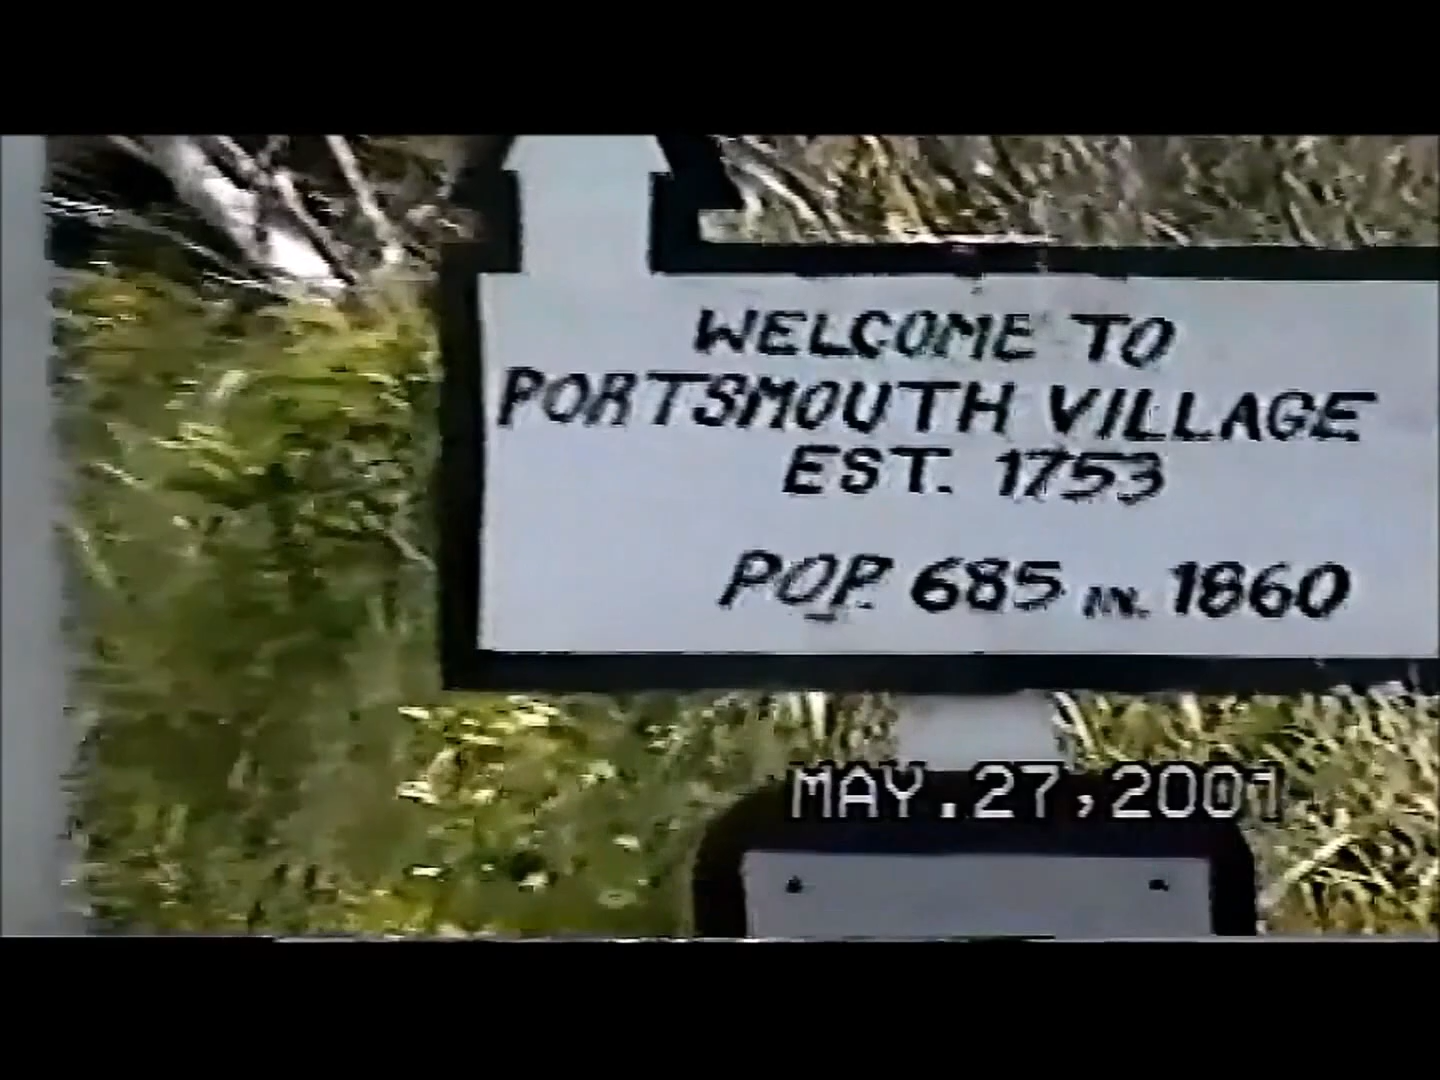 WELCOME TO
PORTSMOUTH VILLAGE
EST. 1753
POP. 685 IN. 1860
MAY.27,2001